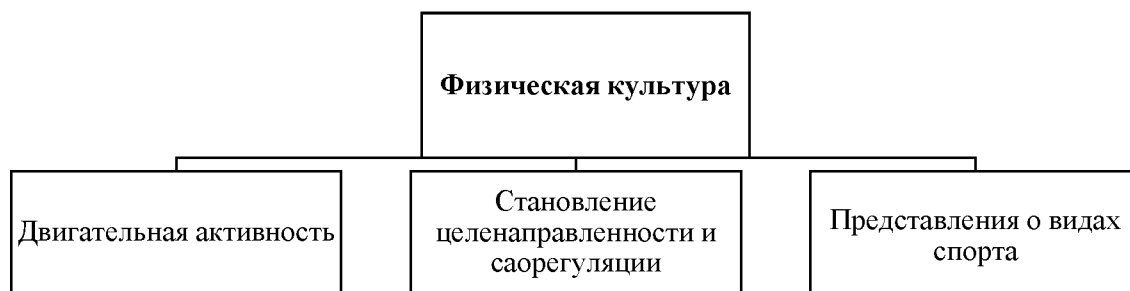 Физическая культура
Двигательная активность
Становление
целенаправленности и
саорегуляции
Представления о видах
спорта